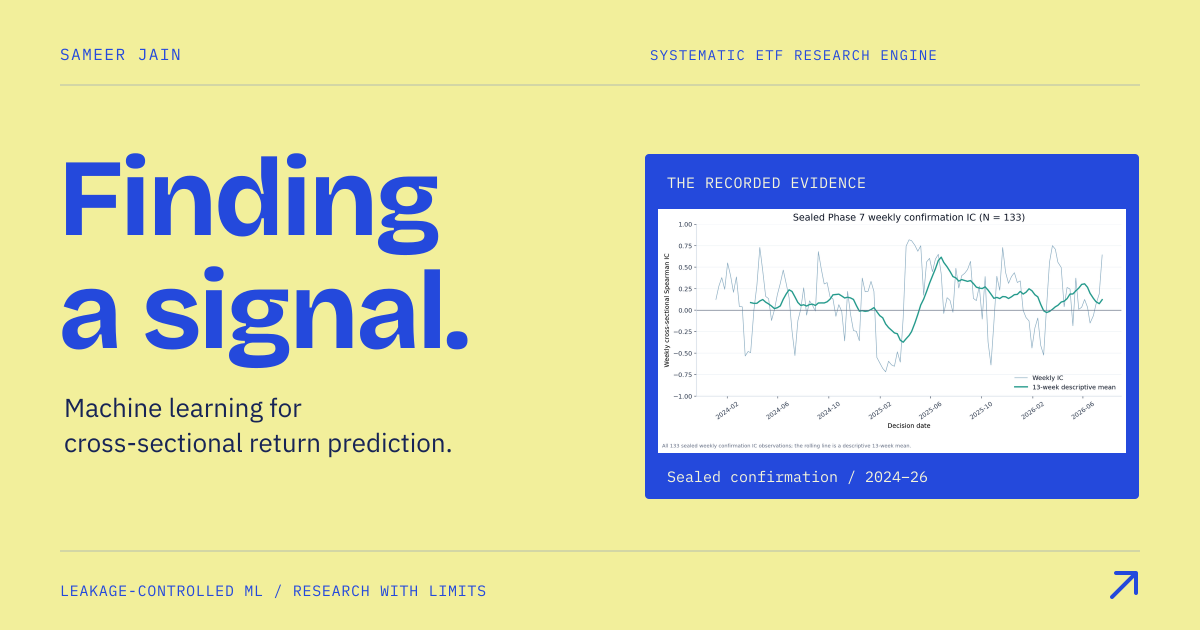 SAMEER JAIN
SYSTEMATIC ETF RESEARCH ENGINE
Finding
a signal.
Machine learning for
cross-sectional return prediction.
THE RECORDED EVIDENCE
Sealed Phase 7 weekly confirmation IC (N = 133)
Weekly cross-sectional Spearman IC
1.00
0.75
0.50
0.25
0.00
−0.25
−0.50
−0.75
−1.00
Weekly IC
13-week descriptive mean
2024-02
2024-06
2024-10
2025-02
2025-06
2025-10
2026-02
2026-06
Decision date
All 133 sealed weekly confirmation IC observations; the rolling line is a descriptive 13-week mean.
Sealed confirmation / 2024–26
LEAKAGE-CONTROLLED ML / RESEARCH WITH LIMITS